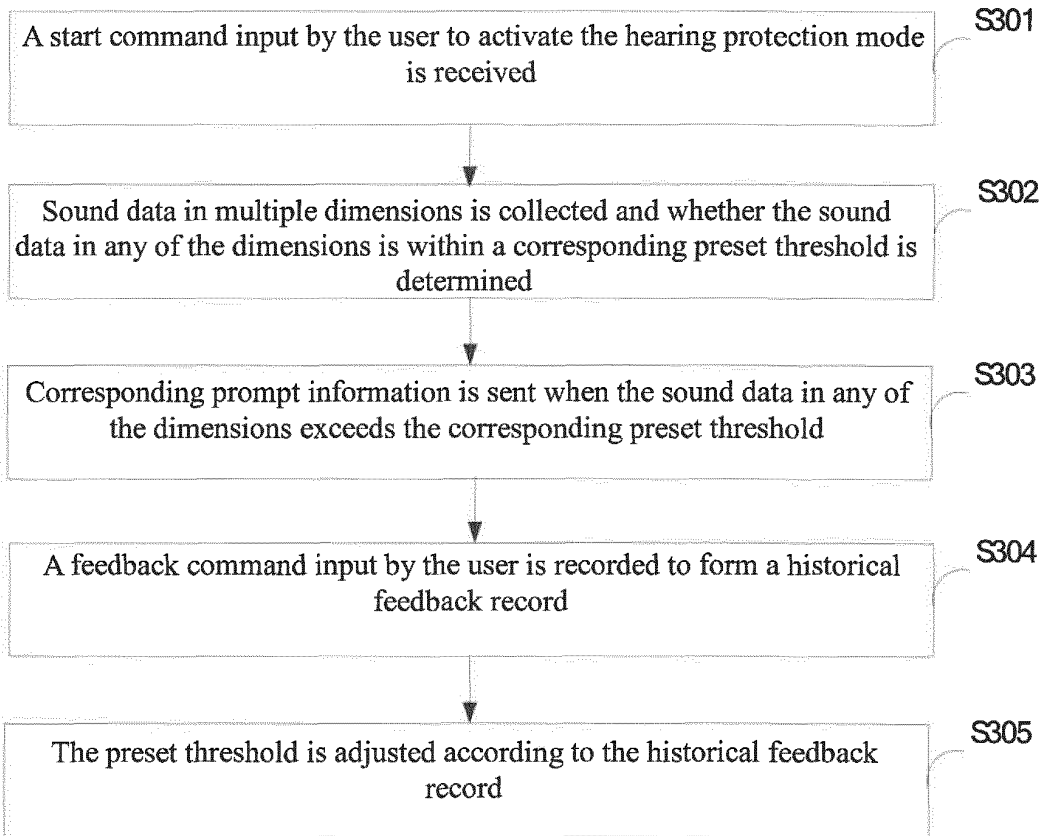 A start command input by the user to activate the hearing protection mode
is received
S301
Sound data in multiple dimensions is collected and whether the sound
data in any of the dimensions is within a corresponding preset threshold is
determined
S302
Corresponding prompt information is sent when the sound data in any of
the dimensions exceeds the corresponding preset threshold
S303
A feedback command input by the user is recorded to form a historical
feedback record
S304
The preset threshold is adjusted according to the historical feedback
record
S305